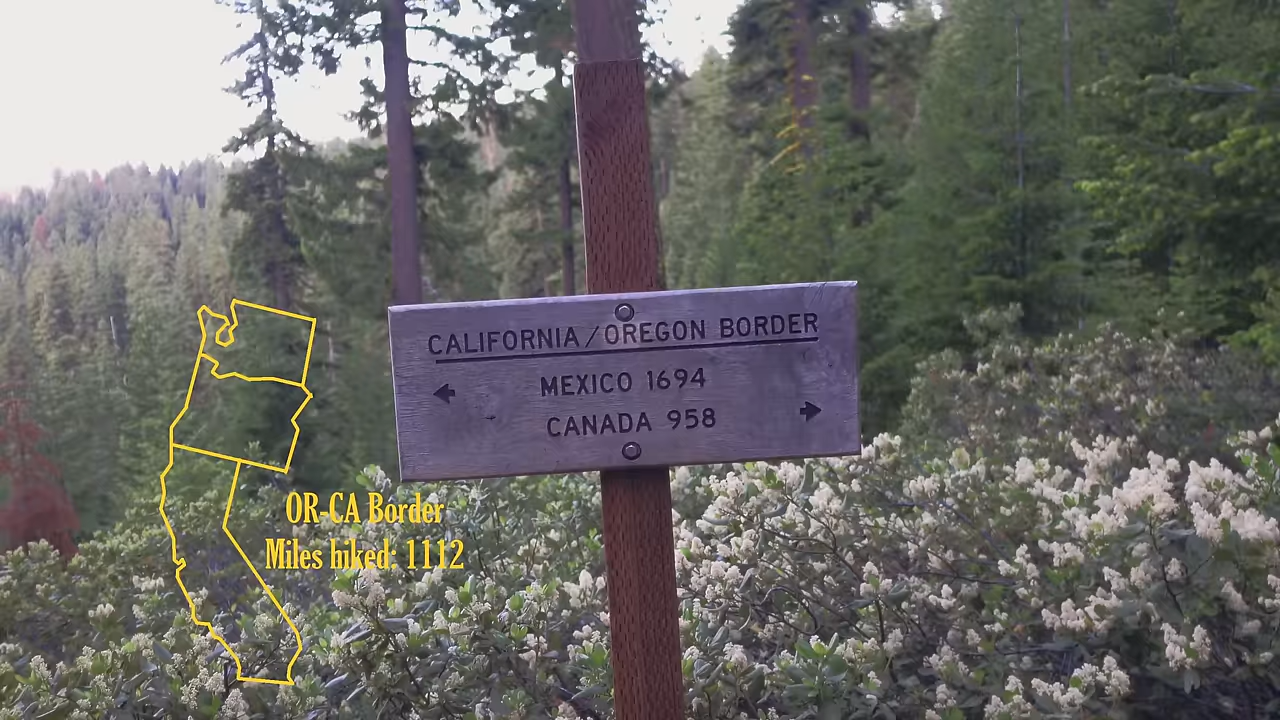 CALIFORNIA/OREGON BORDER
MEXICO 1694
CANADA 958
OR-CA Border
Miles hiked: 1112